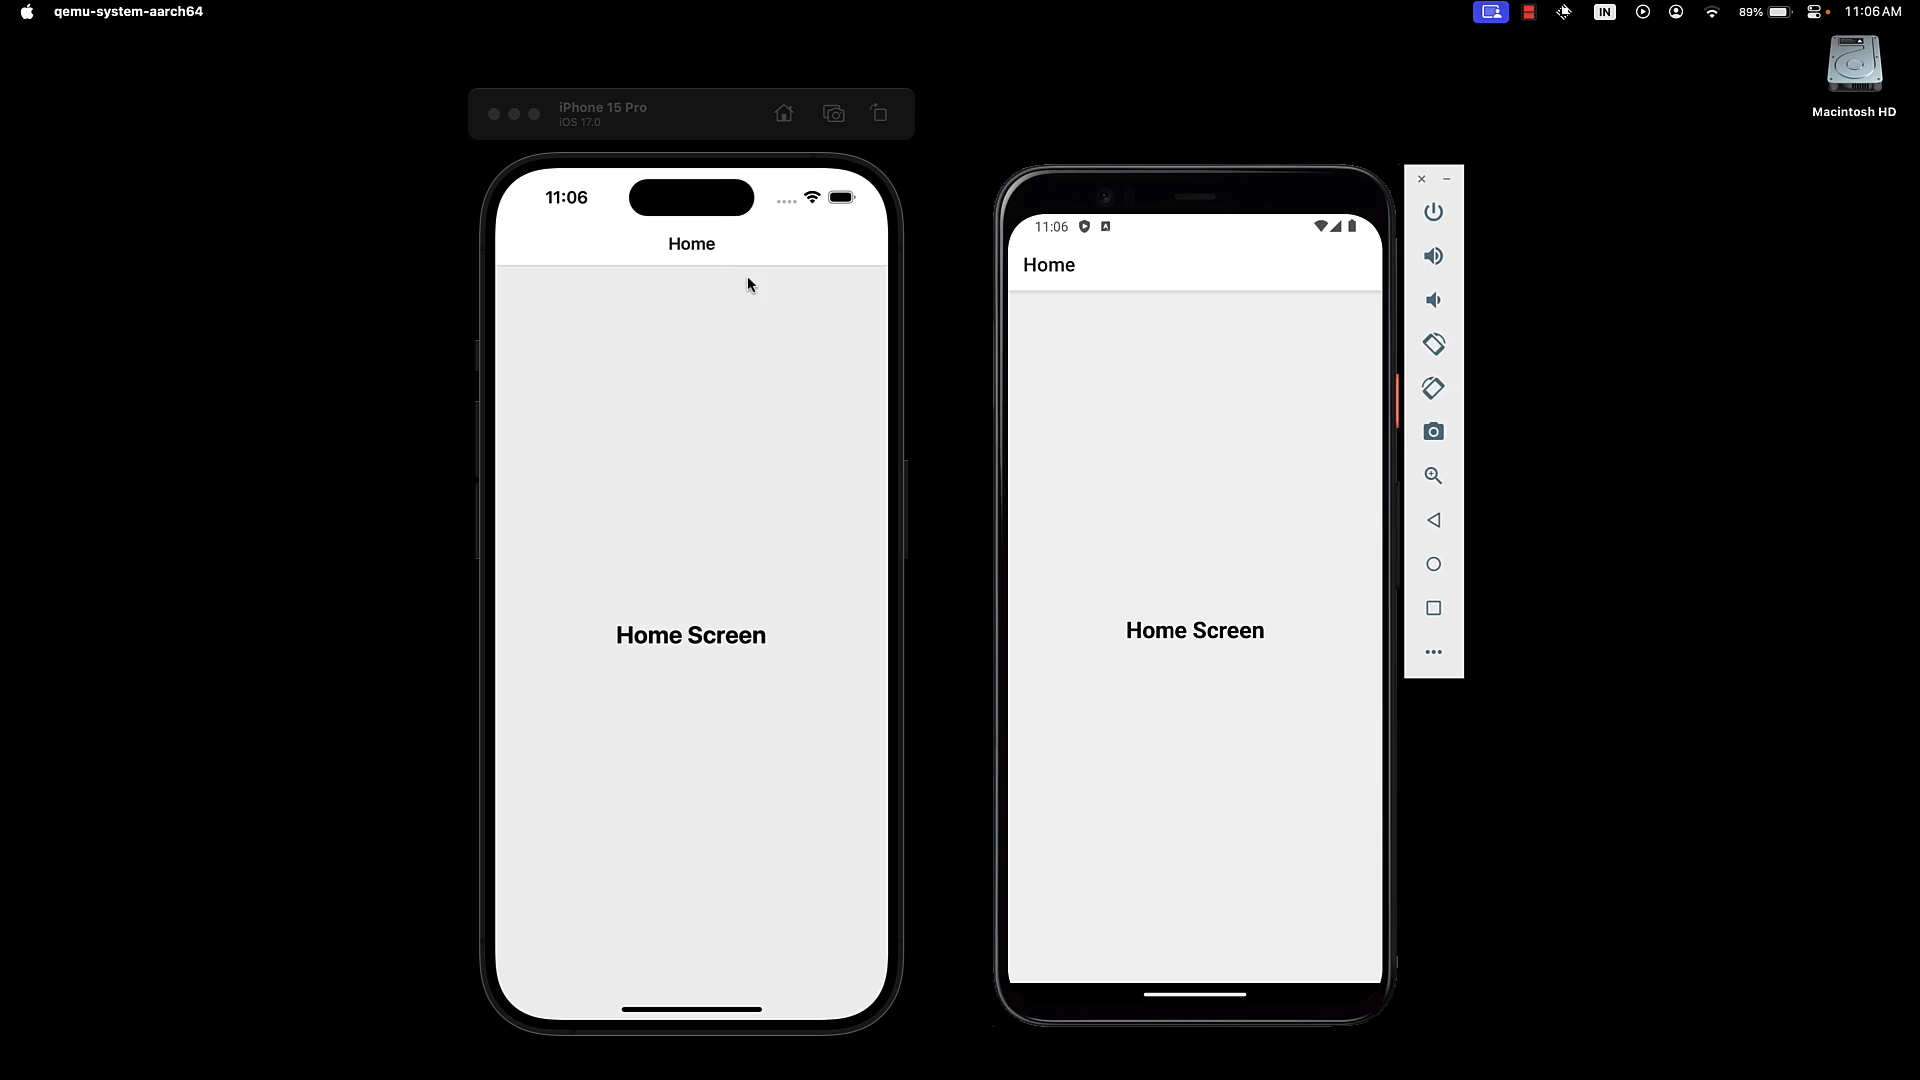 qemu-system-aarch64
IN
89%
11:06 AM
Macintosh HD
iPhone 15 Pro
iOS 17.0
11:06
Home
Home Screen
11:06
Home
Home Screen